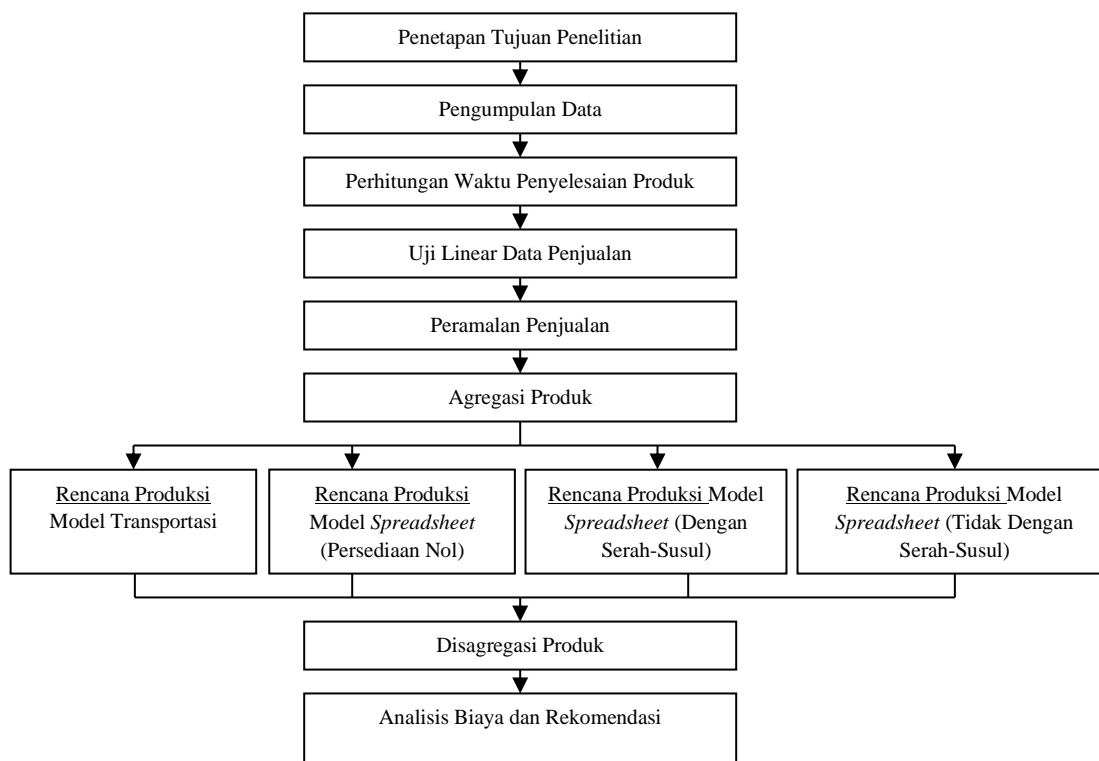 Penetapan Tujuan Penelitian
Pengumpulan Data
Perhitungan Waktu Penyelesaian Produk
Uji Linear Data Penjualan
Peramalan Penjualan
Agregasi Produk
Rencana Produksi
Model Transportasi
Rencana Produksi
Model Spreadsheet
(Persediaan Nol)
Rencana Produksi Model
Spreadsheet (Dengan
Serah-Susul)
Rencana Produksi Model
Spreadsheet (Tidak Dengan
Serah-Susul)
Disagregasi Produk
Analisis Biaya dan Rekomendasi